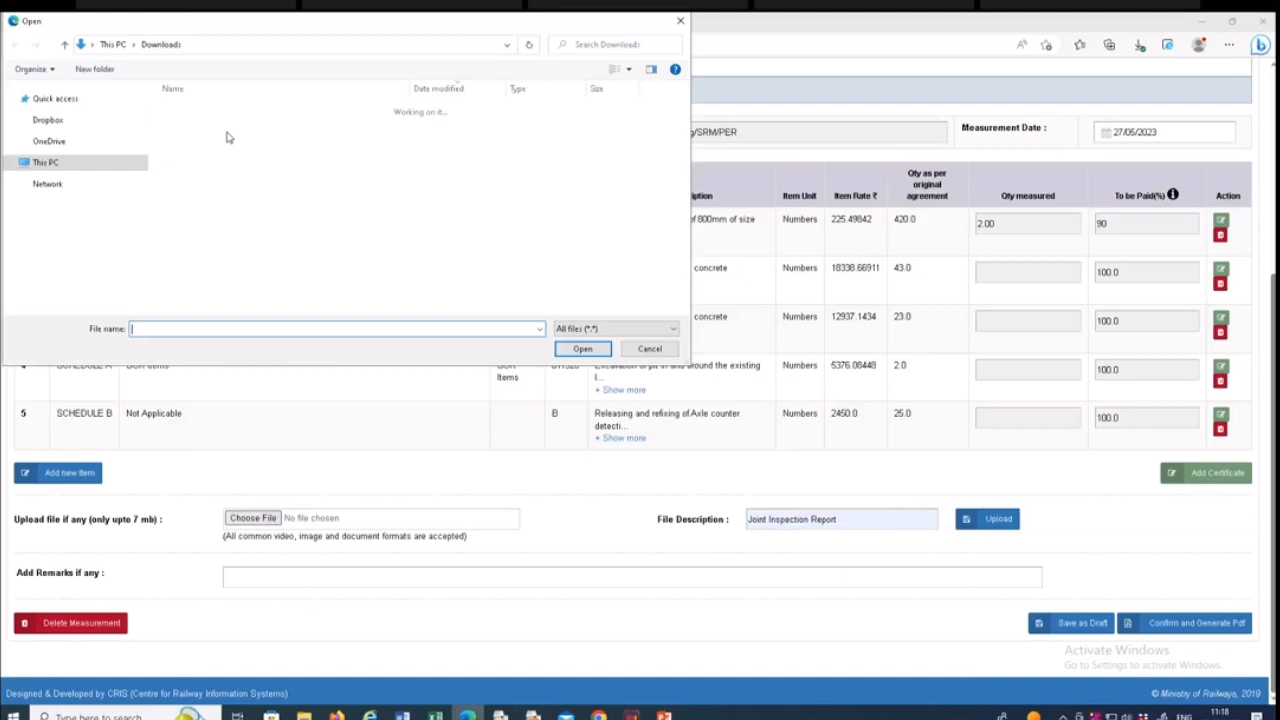 Open
This PC
Downloads
Search Downloads
Organize
New folder
Name
Date modified
Type
Size
Working on it...
Quick access
Dropbox
OneDrive
This PC
Network
File name:
All files (*.*)
Open
Cancel
g/SRM/PER
Measurement Date :
27/05/2023
Item Unit
Item Rate ₹
Qty as per
original
agreement
Qty measured
To be Paid(%)
Action
of 800mm of size
Numbers
225.49842
420.0
2.00
90
concrete
Numbers
18338.66911
43.0
100.0
concrete
Numbers
12937.1434
23.0
100.0
Items
l...
+ Show more
Numbers
5376.08448
2.0
100.0
5
SCHEDULE B
Not Applicable
B
Releasing and refixing of Axle counter
detecti...
+ Show more
Numbers
2450.0
25.0
100.0
Add new Item
Add Certificate
Upload file if any (only upto 7 mb) :
Choose File
No file chosen
(All common video, image and document formats are accepted)
File Description :
Joint Inspection Report
Upload
Add Remarks if any :
Delete Measurement
Save as Draft
Confirm and Generate Pdf
Activate Windows
Go to Settings to activate Windows.
Designed & Developed by CRIS (Centre for Railway Information Systems)
© Ministry of Railways, 2019
Type here to search
ENG
11:18